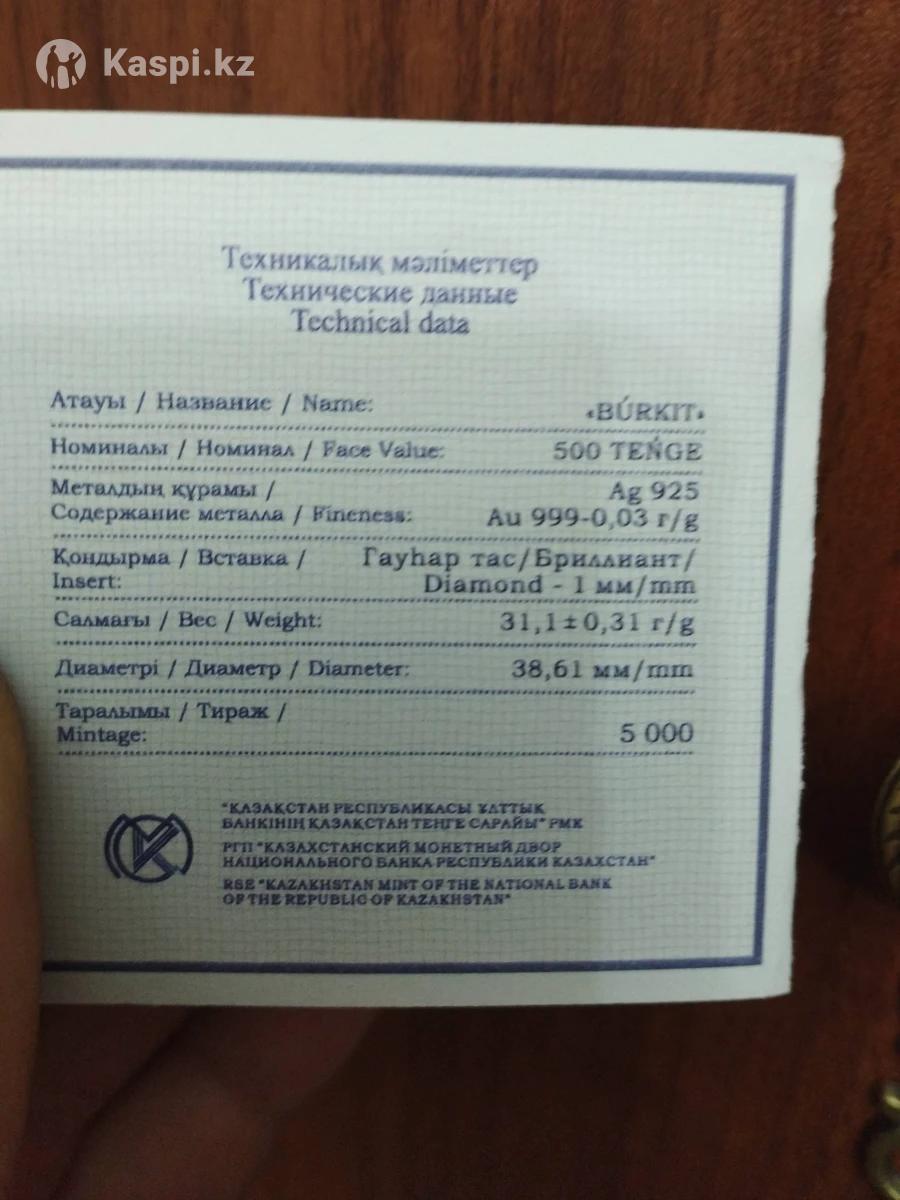 Kaspi.kz
Техникалық мәліметтер
Технические данные
Technical data
Атауы / Название / Name: «BÚRKIT»
Номиналы / Номинал / Face Value: 500 TEŃGE
Металдың құрамы / Ag 925
Содержание металла / Fineness: Au 999-0,03 г/g
Қондырма / Вставка / Гауһар тас/Бриллиант/
Insert: Diamond - 1 мм/mm
Салмағы / Вес / Weight: 31,1±0,31 г/g
Диаметрі / Диаметр / Diameter: 38,61 мм/mm
Таралымы / Тираж /
Mintage: 5 000
"ҚАЗАҚСТАН РЕСПУБЛИКАСЫ ҰЛТТЫҚ
БАНКІНІҢ ҚАЗАҚСТАН ТЕҢГЕ САРАЙЫ" РМК
РГП "КАЗАХСТАНСКИЙ МОНЕТНЫЙ ДВОР
НАЦИОНАЛЬНОГО БАНКА РЕСПУБЛИКИ КАЗАХСТАН"
RSE "KAZAKHSTAN MINT OF THE NATIONAL BANK
OF THE REPUBLIC OF KAZAKHSTAN"